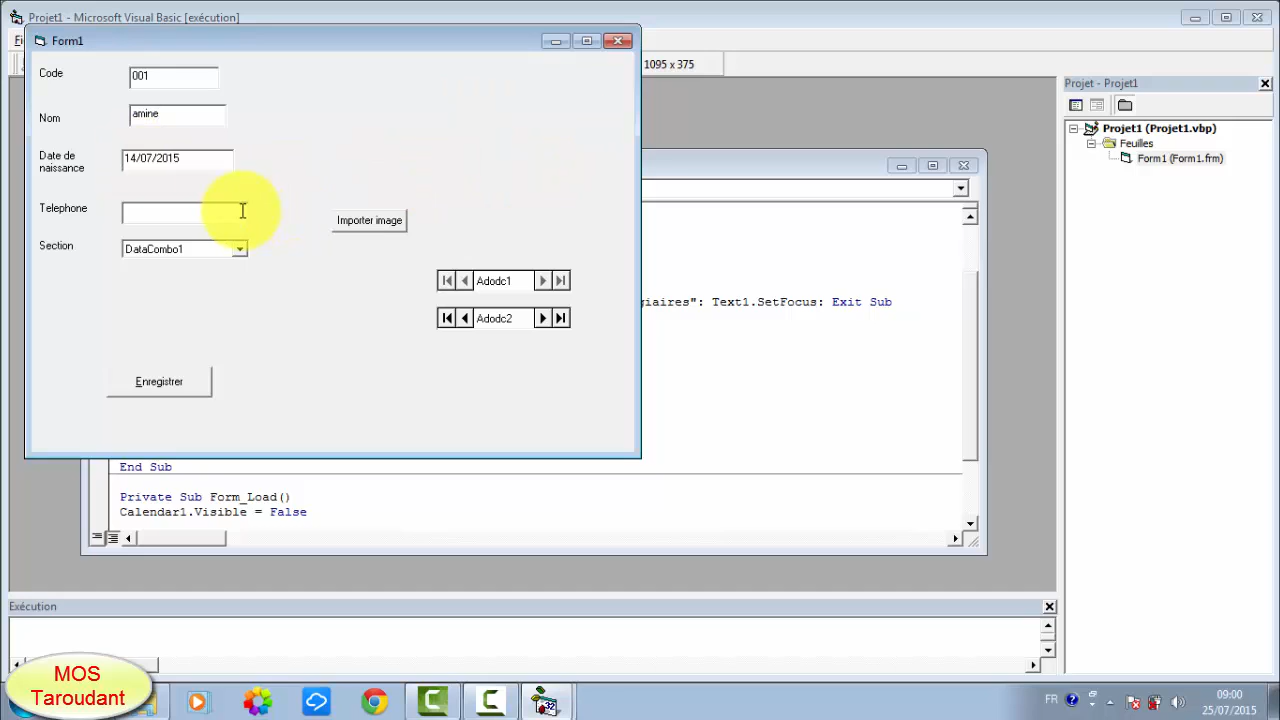 Projet1 - Microsoft Visual Basic [exécution]
Form1
1095 x 375
Projet - Projet1
Code
001
Nom
amine
Date de
naissance
14/07/2015
Telephone
Section
DataCombo1
Importer image
Adodc1
Adodc2
Enregistrer
Projet1 (Projet1.vbp)
Feuilles
Form1 (Form1.frm)
giaires": Text1.SetFocus: Exit Sub
End Sub
Private Sub Form_Load()
Calendar1.Visible = False
Exécution
MOS
Taroudant
FR
32
09:00
25/07/2015